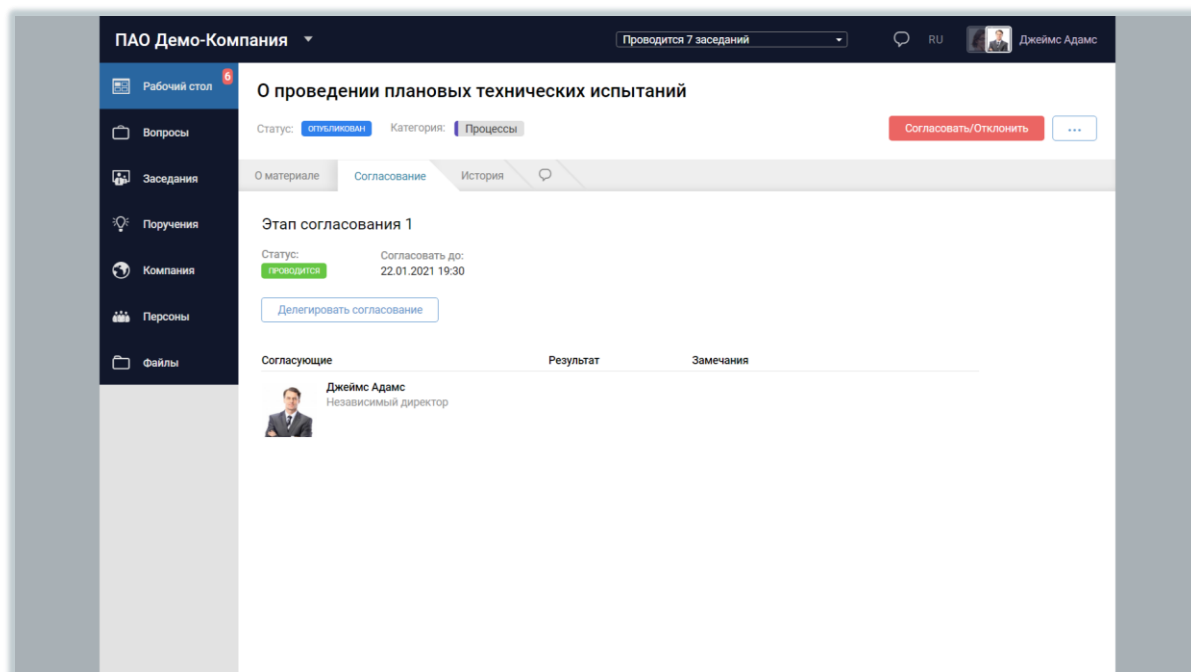 ПАО Демо-Компания
Проводится 7 заседаний
RU
Джеймс Адамс
Рабочий стол
6
Вопросы
Заседания
Поручения
Компания
Персоны
Файлы
О проведении плановых технических испытаний
Статус: ОПУБЛИКОВАН Категория: Процессы
Согласовать/Отклонить ...
О материале Согласование История
Этап согласования 1
Статус: Согласовать до:
ПРОВОДИТСЯ 22.01.2021 19:30
Делегировать согласование
Согласующие Результат Замечания
Джеймс Адамс
Независимый директор